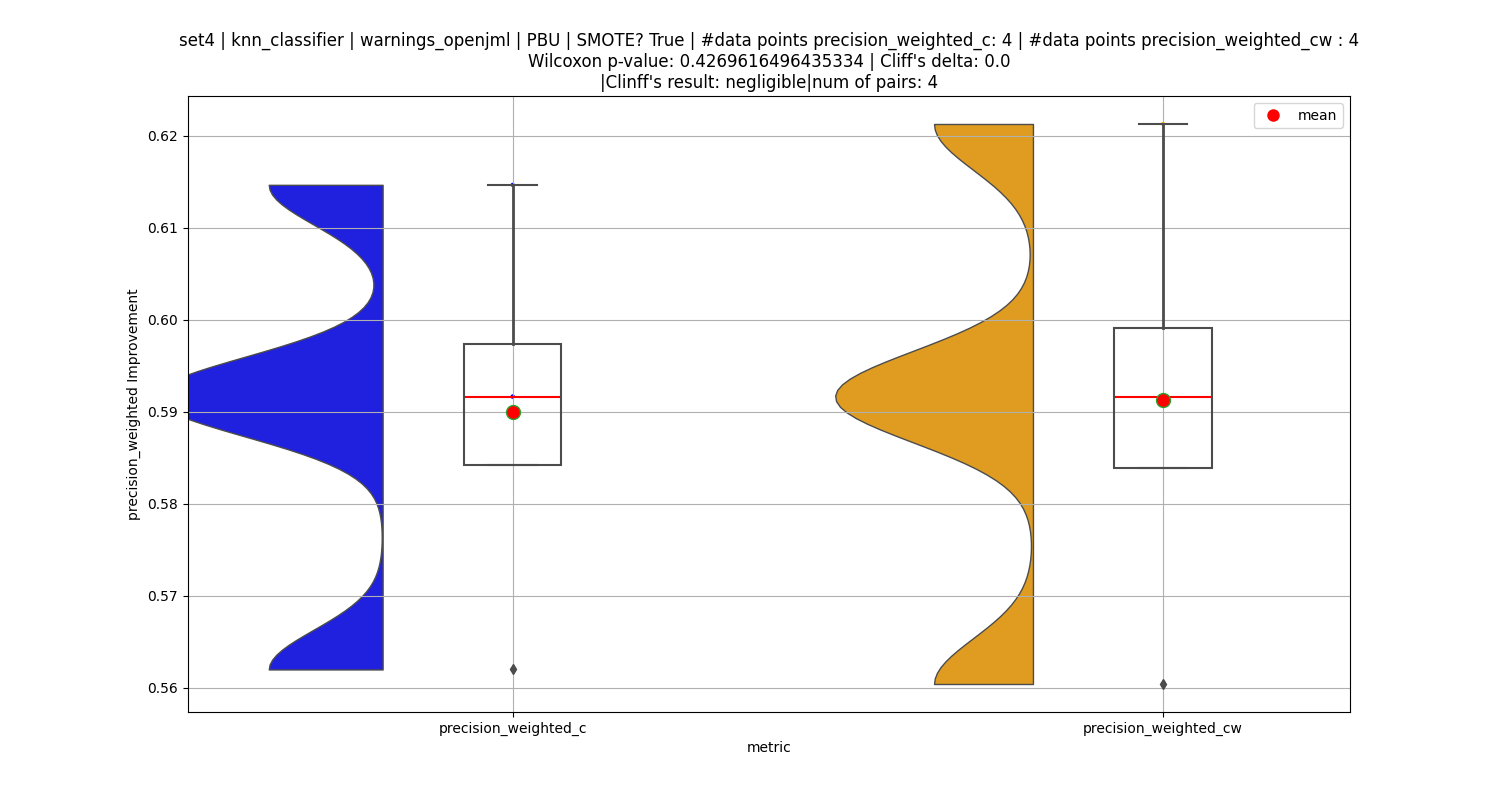 set4 | knn_classifier | warnings_openjml | PBU | SMOTE? True | #data points precision_weighted_c: 4 | #data points precision_weighted_cw : 4
Wilcoxon p-value: 0.4269616496435334 | Cliff's delta: 0.0
|Clinff's result: negligible|num of pairs: 4
mean
0.62
0.61
0.60
0.59
0.58
0.57
0.56
precision_weighted Improvement
precision_weighted_c
precision_weighted_cw
metric